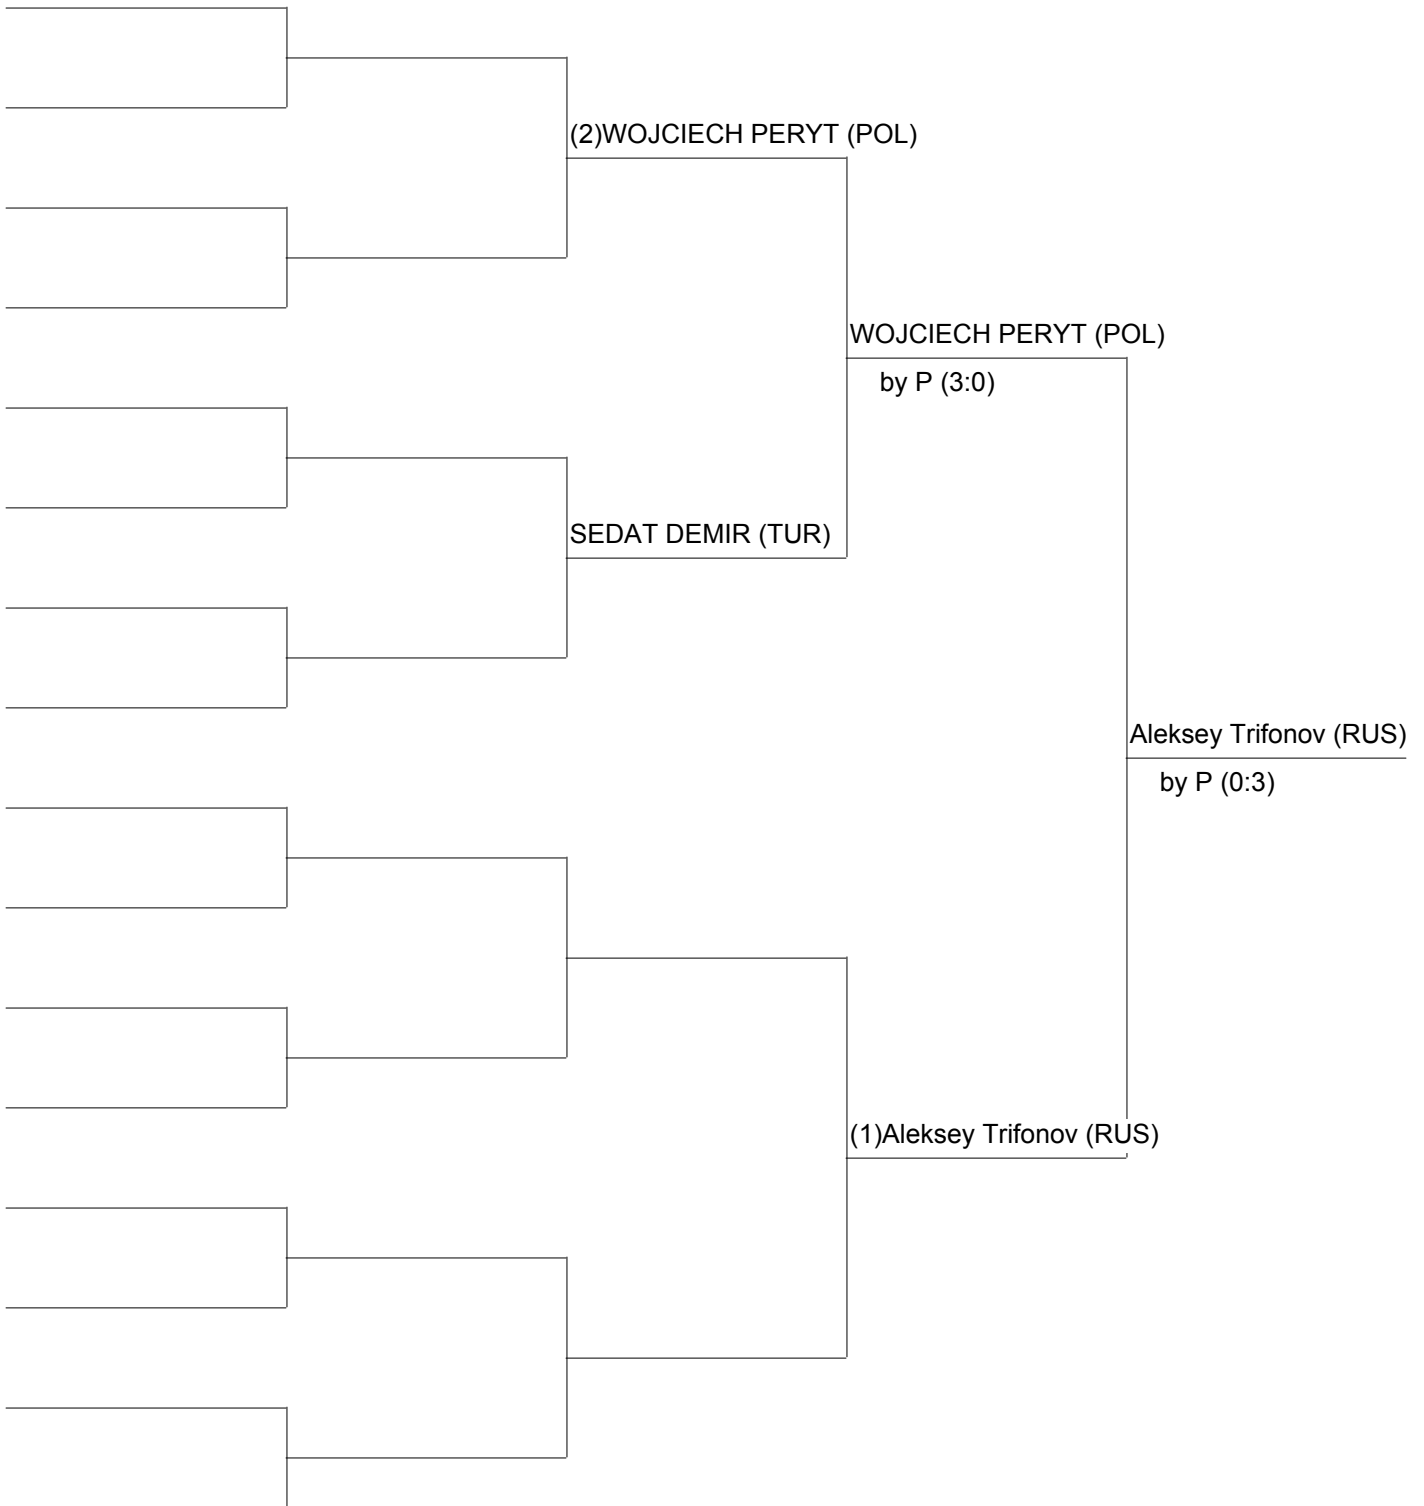 (2)WOJCIECH PERYT (POL)
WOJCIECH PERYT (POL)
by P (3:0)
SEDAT DEMIR (TUR)
Aleksey Trifonov (RUS)
by P (0:3)
(1)Aleksey Trifonov (RUS)